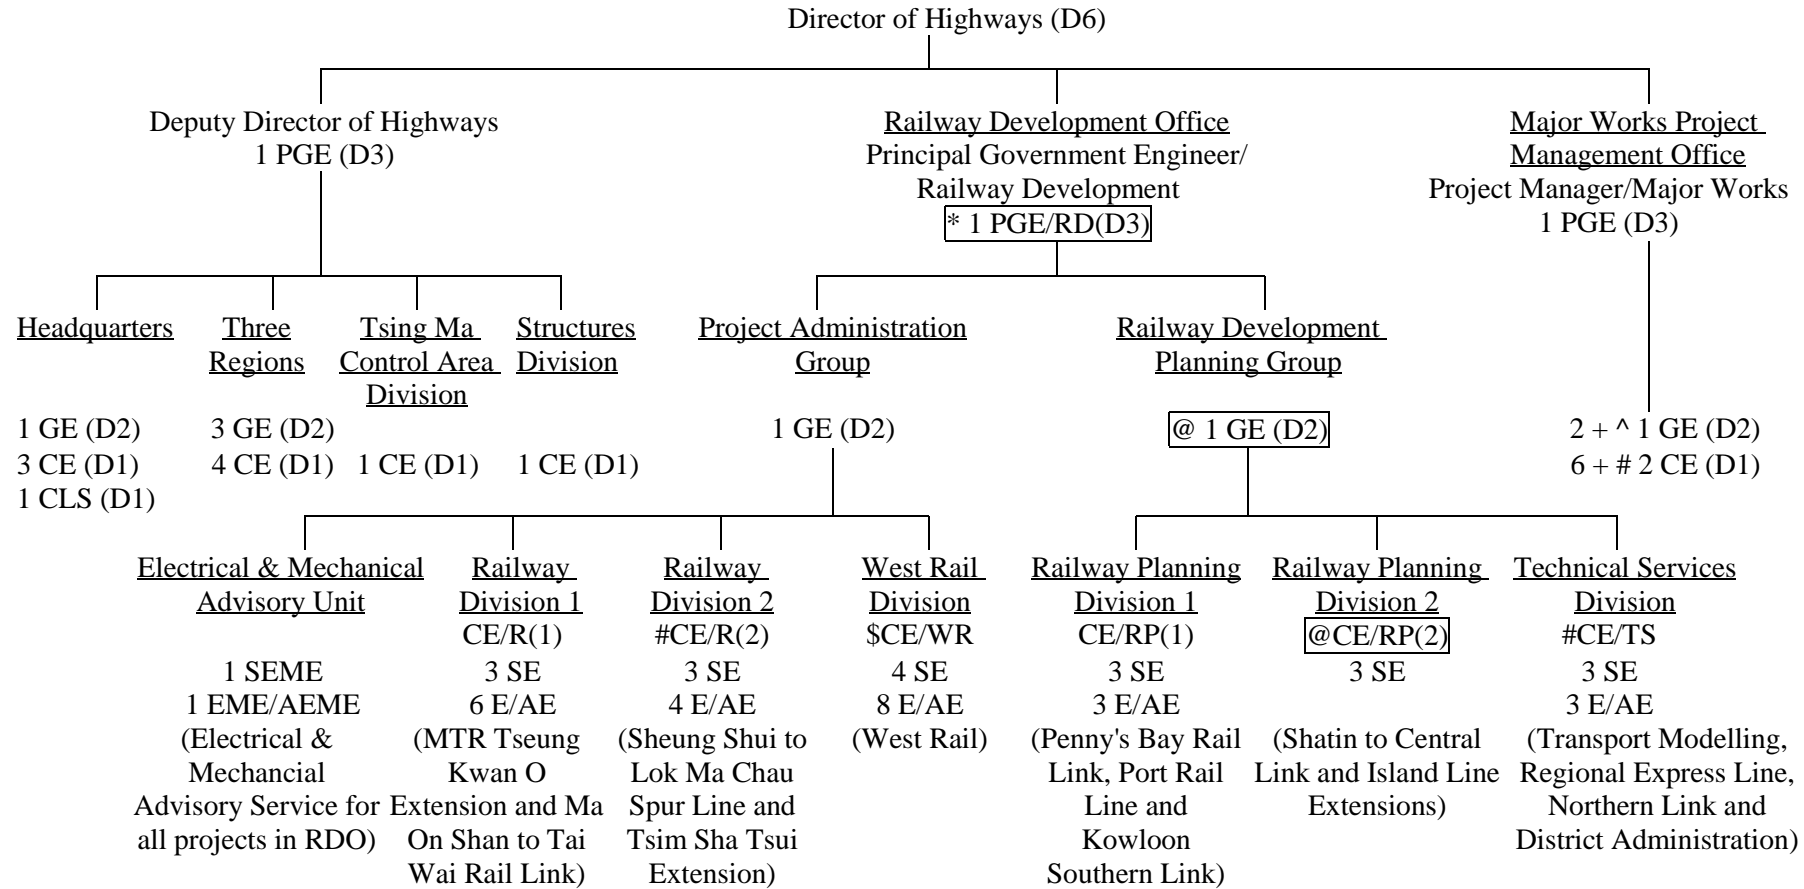 Director of Highways (D6)
Deputy Director of Highways
1 PGE (D3)
Railway Development Office
Principal Government Engineer/
Railway Development
* 1 PGE/RD(D3)
Major Works Project
Management Office
Project Manager/Major Works
1 PGE (D3)
Headquarters
1 GE (D2)
3 CE (D1)
1 CLS (D1)
Three
Regions
3 GE (D2)
4 CE (D1)
Tsing Ma
Control Area
Division
1 CE (D1)
Structures
Division
1 CE (D1)
Project Administration
Group
1 GE (D2)
Railway Development
Planning Group
@ 1 GE (D2)
2 + ^ 1 GE (D2)
6 + # 2 CE (D1)
Electrical & Mechanical
Advisory Unit
1 SEME
1 EME/AEME
(Electrical &
Mechancial
Advisory Service for
all projects in RDO)
Railway
Division 1
CE/R(1)
3 SE
6 E/AE
(MTR Tseung
Kwan O
Extension and Ma
On Shan to Tai
Wai Rail Link)
Railway
Division 2
#CE/R(2)
3 SE
4 E/AE
(Sheung Shui to
Lok Ma Chau
Spur Line and
Tsim Sha Tsui
Extension)
West Rail
Division
$CE/WR
4 SE
8 E/AE
(West Rail)
Railway Planning
Division 1
CE/RP(1)
3 SE
3 E/AE
(Penny's Bay Rail
Link, Port Rail
Line and
Kowloon
Southern Link)
Railway Planning
Division 2
@CE/RP(2)
3 SE
(Shatin to Central
Link and Island Line
Extensions)
Technical Services
Division
#CE/TS
3 SE
3 E/AE
(Transport Modelling,
Regional Express Line,
Northern Link and
District Administration)